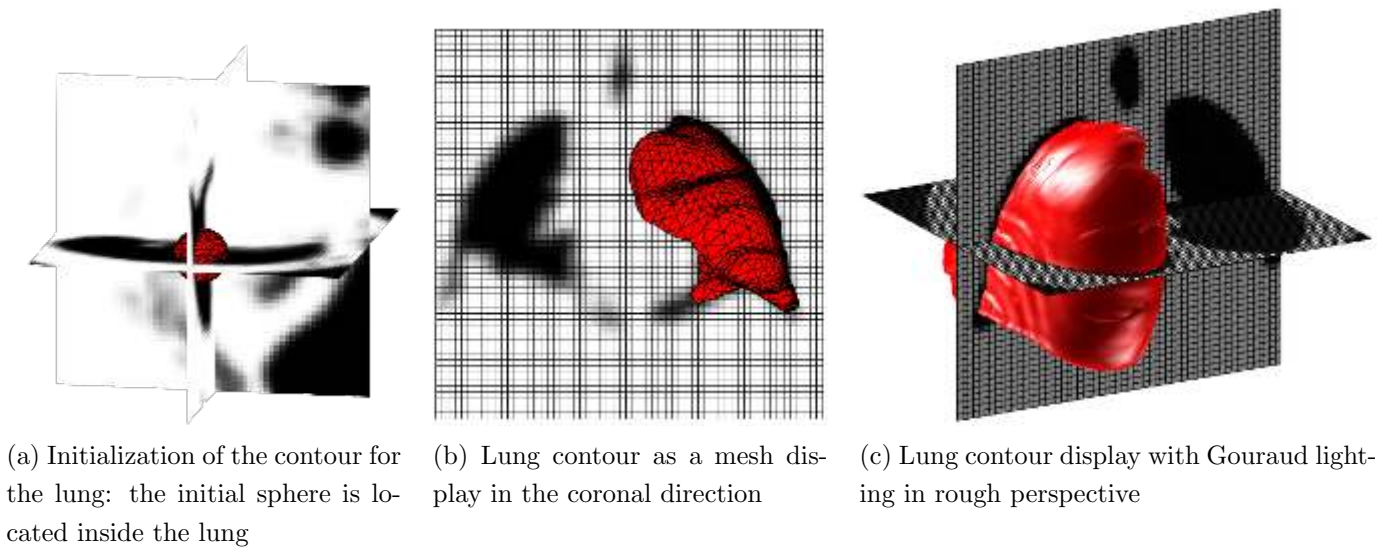 (a) Initialization of the contour for
the lung: the initial sphere is lo-
cated inside the lung
(b) Lung contour as a mesh dis-
play in the coronal direction
(c) Lung contour display with Gouraud light-
ing in rough perspective